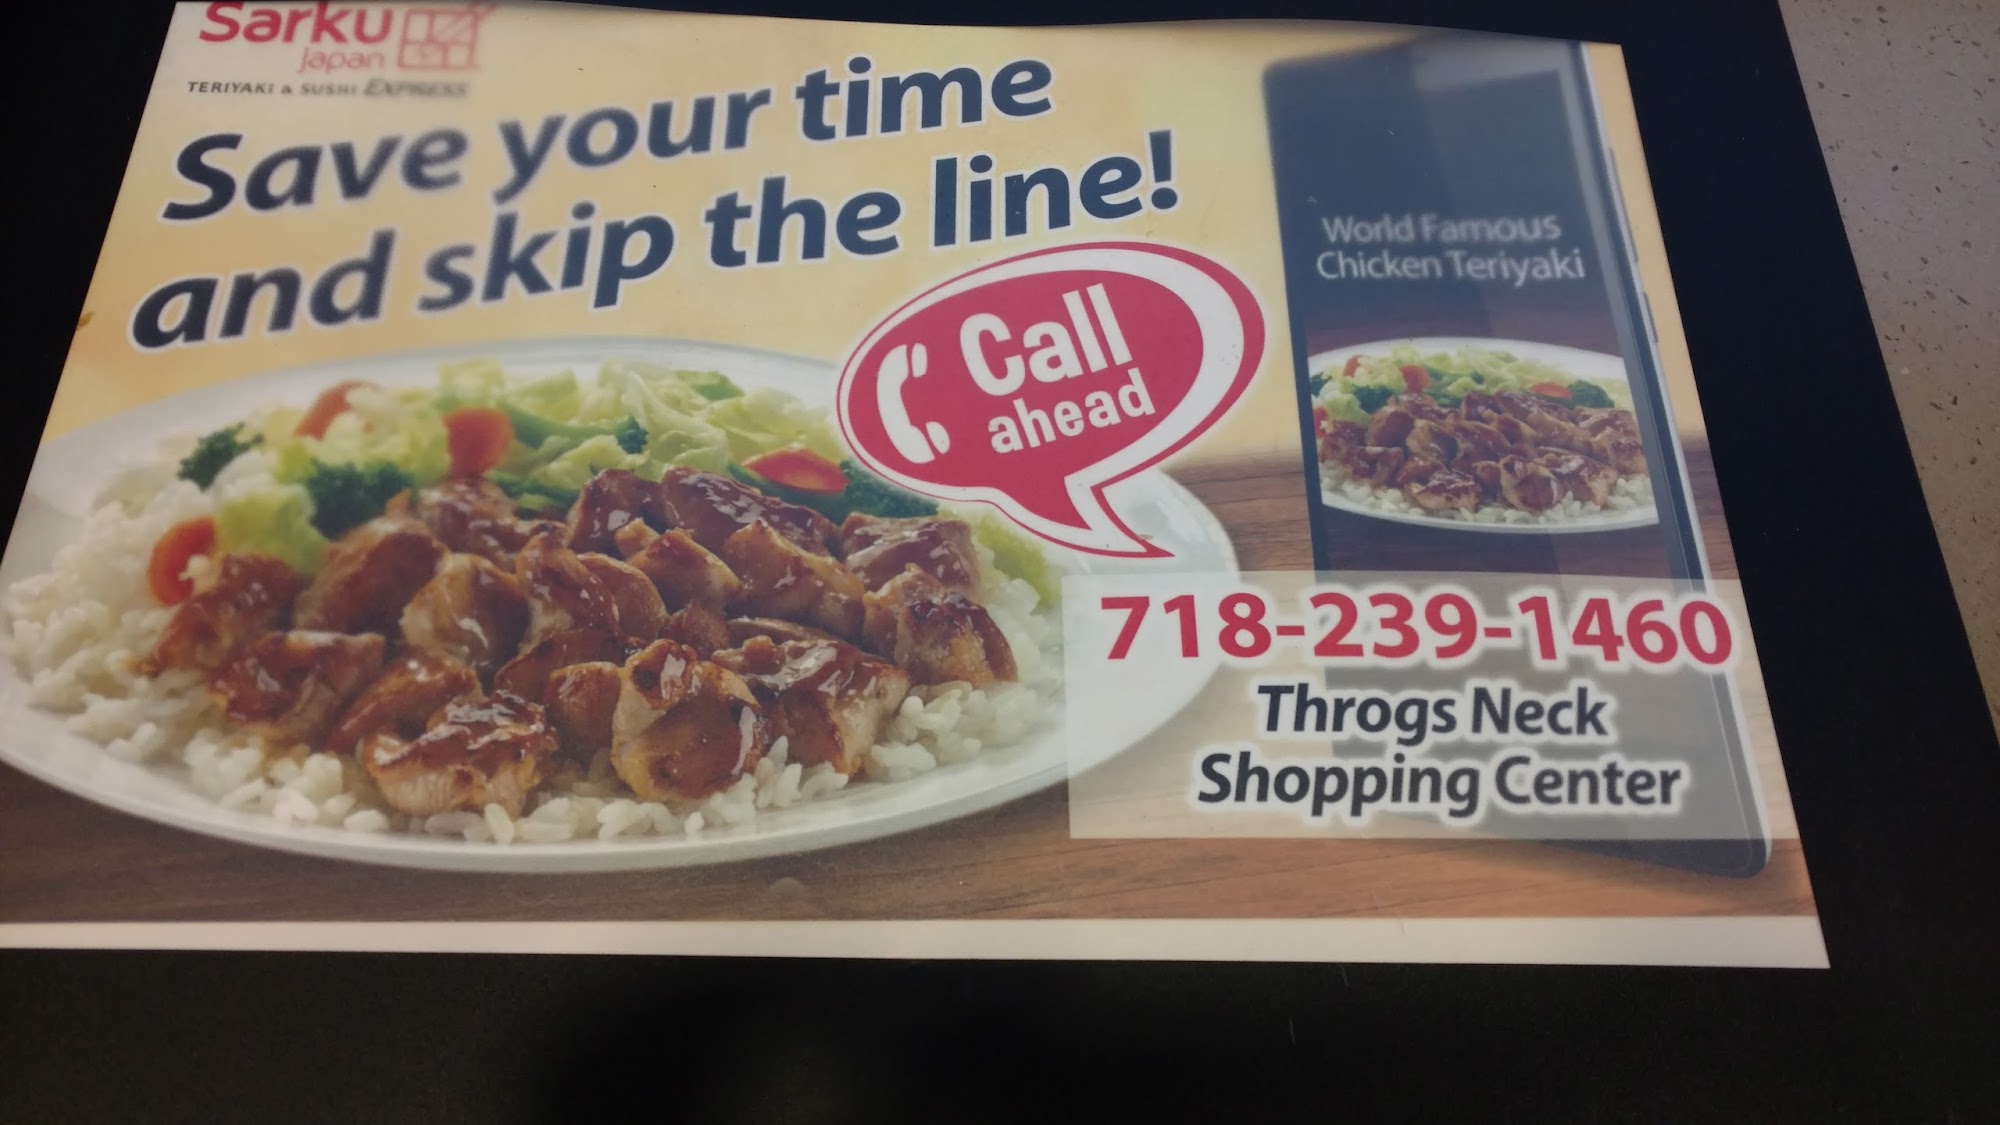 Sarku
japan
TERIYAKI & SUSHI EXPRESS
Save your time
and skip the line!
Call
ahead
World Famous
Chicken Teriyaki
718-239-1460
Throgs Neck
Shopping Center